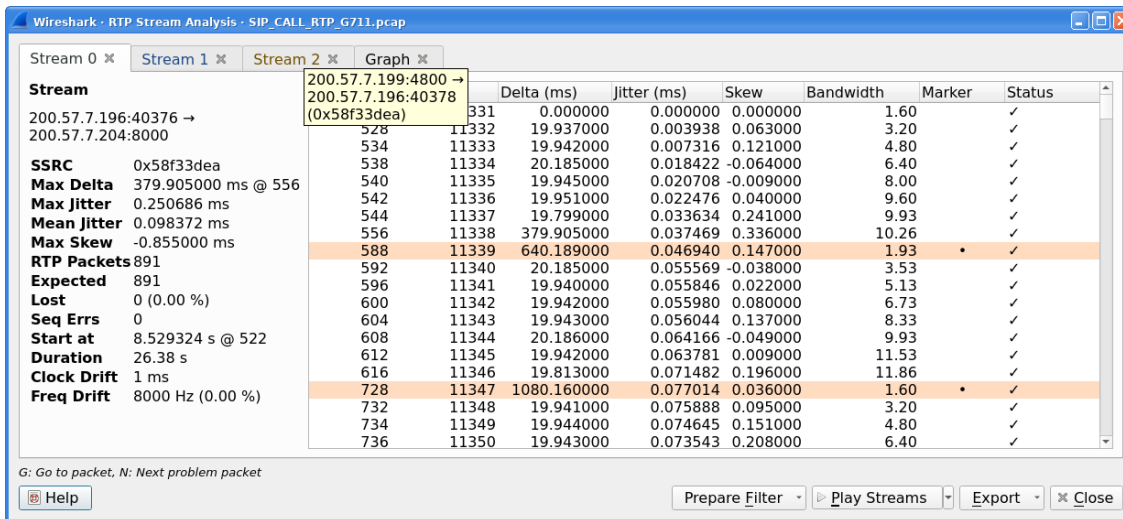 Wireshark · RTP Stream Analysis · SIP_CALL_RTP_G711.pcap
Stream 0 Stream 1 Stream 2 Graph
200.57.7.199:4800 →
200.57.7.196:40378
(0x58f33dea)
Stream
200.57.7.196:40376 →
200.57.7.204:8000
SSRC 0x58f33dea
Max Delta 379.905000 ms @ 556
Max Jitter 0.250686 ms
Mean Jitter 0.098372 ms
Max Skew -0.855000 ms
RTP Packets 891
Expected 891
Lost 0 (0.00 %)
Seq Errs 0
Start at 8.529324 s @ 522
Duration 26.38 s
Clock Drift 1 ms
Freq Drift 8000 Hz (0.00 %)
Delta (ms) Jitter (ms) Skew Bandwidth Marker Status
331 0.000000 0.000000 0.000000 1.60 ✓
528 11332 19.937000 0.003938 0.063000 3.20 ✓
534 11333 19.942000 0.007316 0.121000 4.80 ✓
538 11334 20.185000 0.018422 -0.064000 6.40 ✓
540 11335 19.945000 0.020708 -0.009000 8.00 ✓
542 11336 19.951000 0.022476 0.040000 9.60 ✓
544 11337 19.799000 0.033634 0.241000 9.93 ✓
556 11338 379.905000 0.037469 0.336000 10.26 ✓
588 11339 640.189000 0.046940 0.147000 1.93 • ✓
592 11340 20.185000 0.055569 -0.038000 3.53 ✓
596 11341 19.940000 0.055846 0.022000 5.13 ✓
600 11342 19.942000 0.055980 0.080000 6.73 ✓
604 11343 19.943000 0.056044 0.137000 8.33 ✓
608 11344 20.186000 0.064166 -0.049000 9.93 ✓
612 11345 19.942000 0.063781 0.009000 11.53 ✓
616 11346 19.813000 0.071482 0.196000 11.86 ✓
728 11347 1080.160000 0.077014 0.036000 1.60 • ✓
732 11348 19.941000 0.075888 0.095000 3.20 ✓
734 11349 19.944000 0.074645 0.151000 4.80 ✓
736 11350 19.943000 0.073543 0.208000 6.40 ✓
G: Go to packet, N: Next problem packet
Help Prepare Filter Play Streams Export Close